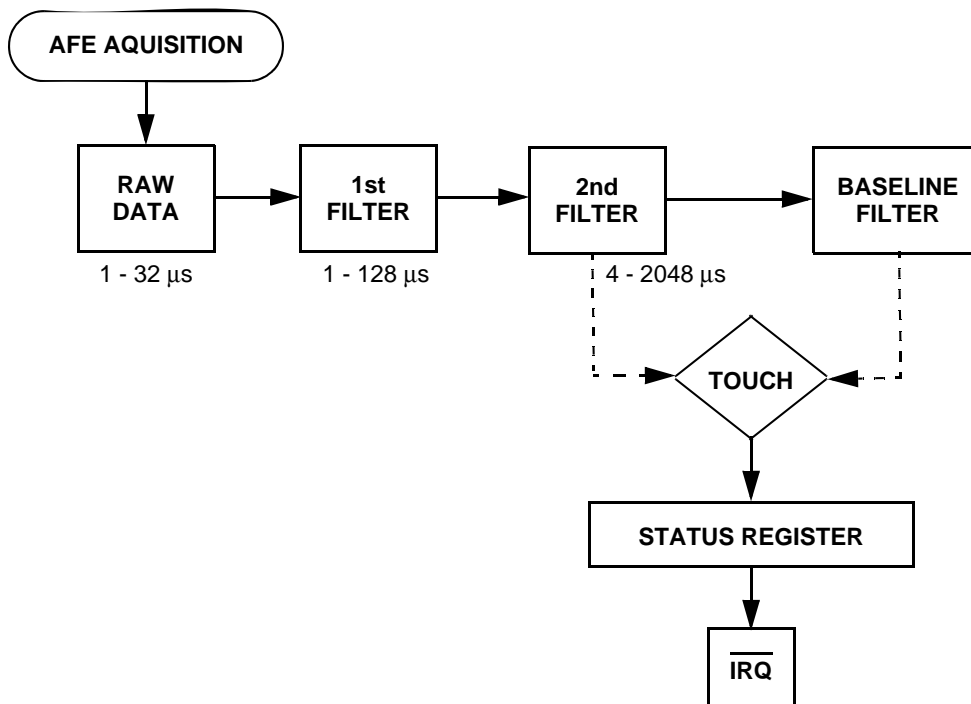 AFE AQUISITION
RAW
DATA
1st
FILTER
2nd
FILTER
BASELINE
FILTER
1 - 32 μs
1 - 128 μs
4 - 2048 μs
TOUCH
STATUS REGISTER
IRQ